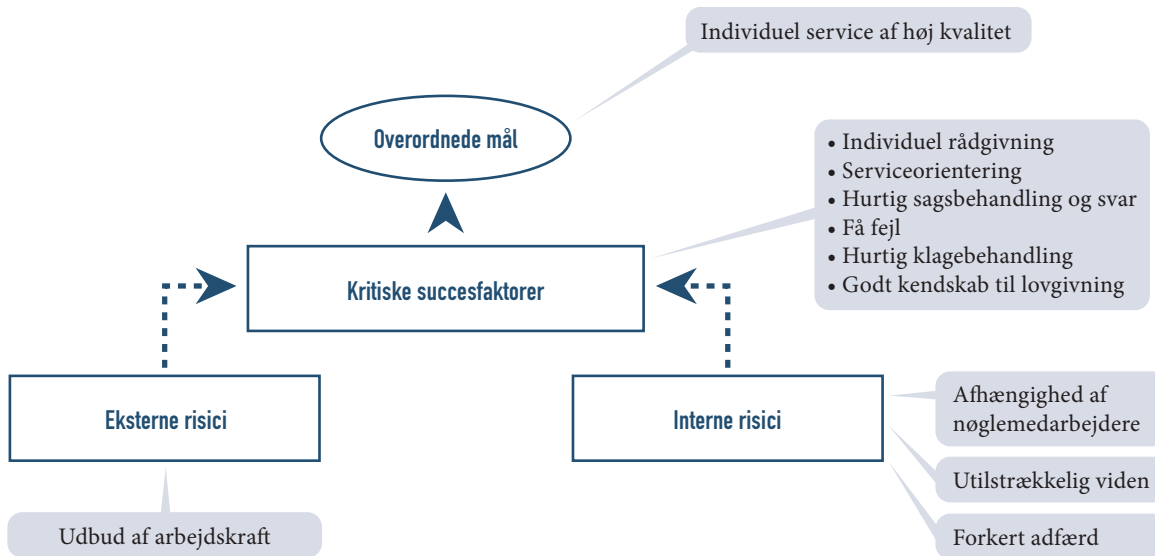 Individuel service af høj kvalitet
Overordnede mål
• Individuel rådgivning
• Serviceorientering
• Hurtig sagsbehandling og svar
• Få fejl
• Hurtig klagebehandling
• Godt kendskab til lovgivning
Kritiske succesfaktorer
Eksterne risici
Interne risici
Afhængighed af
nøglemedarbejdere
Utilstrækkelig viden
Forkert adfærd
Udbud af arbejdskraft